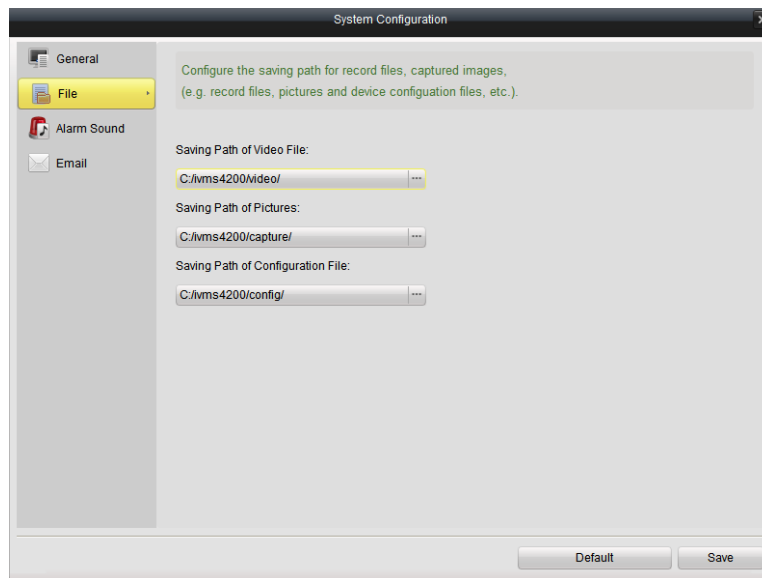 System Configuration
General
File
Alarm Sound
Email
Configure the saving path for record files, captured images,
(e.g. record files, pictures and device configuation files, etc.).
Saving Path of Video File:
C:/ivms4200/video/
Saving Path of Pictures:
C:/ivms4200/capture/
Saving Path of Configuration File:
C:/ivms4200/config/
Default
Save